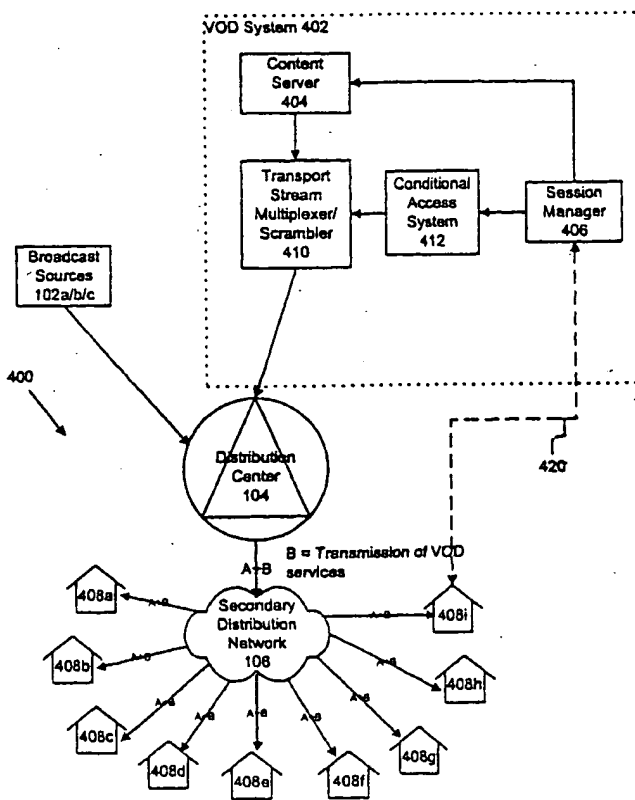 VOD System 402
Content
Server
404
Transport
Stream
Multiplexer/
Scrambler
410
Conditional
Access
System
412
Session
Manager
406
Broadcast
Sources
102a/b/c
400
Distribution
Center
104
420
A+B
B = Transmission of VOD
services
Secondary
Distribution
Network
108
408a
A+B
408b
A+B
408c
A+B
408d
A+B
408e
A+B
408f
A+B
408g
A+B
408h
A+B
408i
A+B